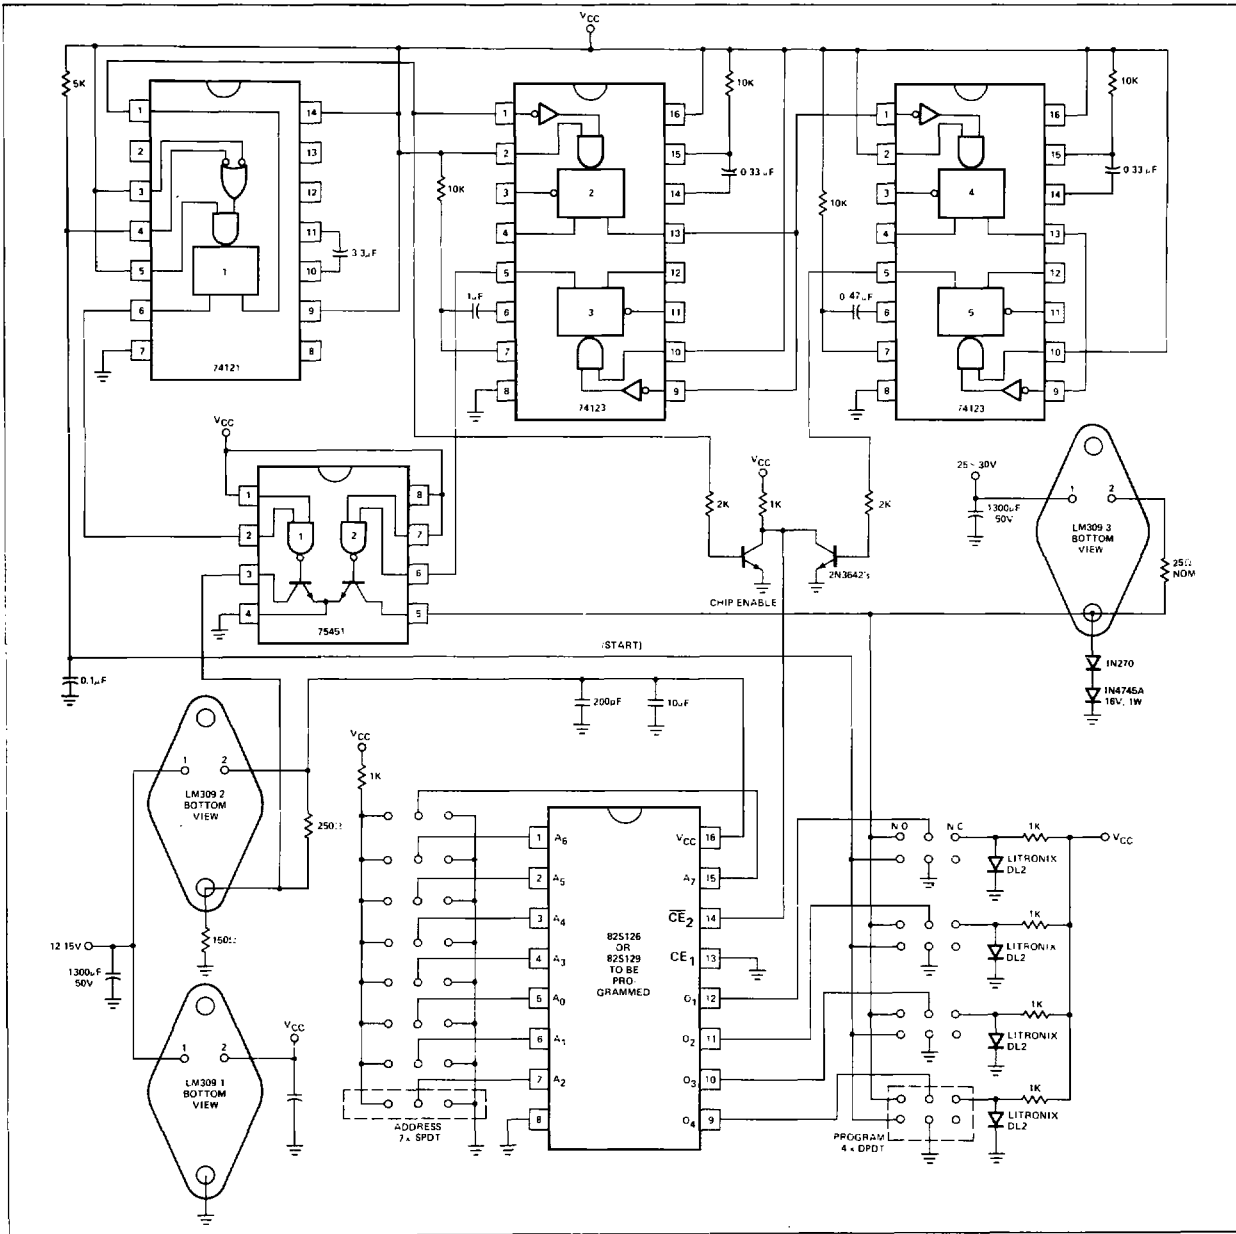 VCC
5K
10K
10K
1
2
3
4
5
6
7
14
13
12
11
10
9
8
1
3 3µF
74121
10K
1µF
1
2
3
4
5
6
7
8
16
15
14
13
12
11
10
9
2
3
74123
0 33µF
10K
0 47µF
1
2
3
4
5
6
7
8
16
15
14
13
12
11
10
9
4
5
74123
0 33µF
VCC
1
2
3
4
8
7
6
5
1
2
75451
2K
VCC
1K
2K
2N3642's
CHIP ENABLE
25 - 30V
1300µF
50V
1
2
LM309 3
BOTTOM
VIEW
25Ω
NOM
IN270
IN4745A
16V, 1W
(START)
0.1µF
200µF
10µF
1
2
LM309 2
BOTTOM
VIEW
250Ω
150Ω
12 15V
1300µF
50V
VCC
1
2
LM309 1
BOTTOM
VIEW
VCC
1K
ADDRESS
7 x SPDT
1 A6
2 A5
3 A4
4 A3
5 A0
6 A1
7 A2
8
82S126
OR
82S129
TO BE
PRO-
GRAMMED
VCC 16
A7 15
CE2 14
CE1 13
O1 12
O2 11
O3 10
O4 9
N O
N C
1K
VCC
LITRONIX
DL2
1K
LITRONIX
DL2
1K
LITRONIX
DL2
1K
LITRONIX
DL2
PROGRAM
4 x DPDT